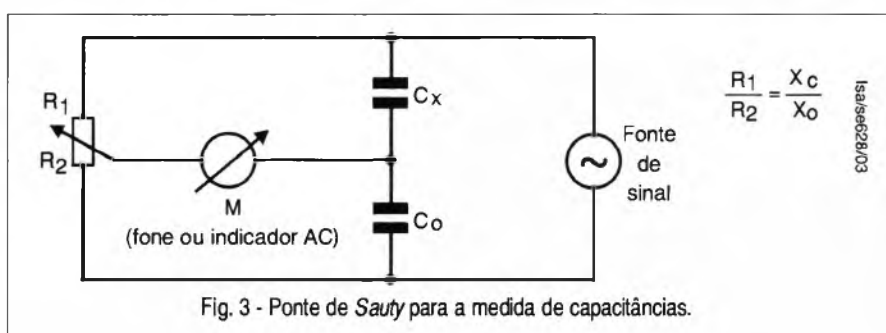 R1
R2
M
(fone ou indicador AC)
Cx
Co
~
Fonte
de
sinal
R1/R2 = Xc/Xo
Isa/se628/03
Fig. 3 - Ponte de Sauty para a medida de capacitâncias.